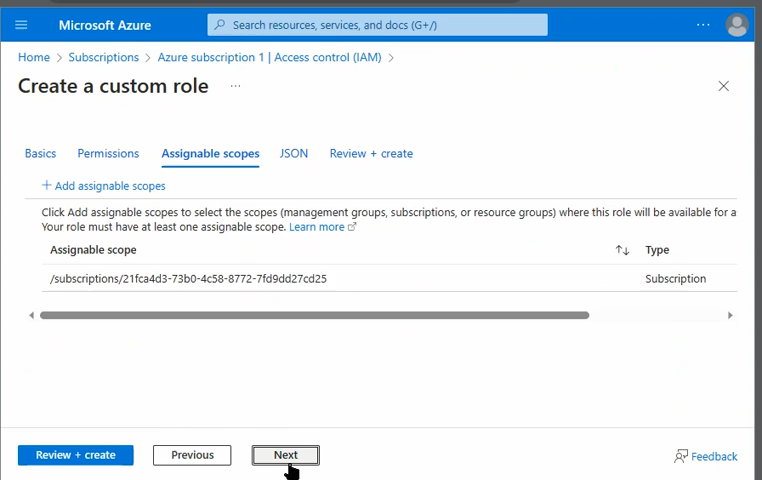 Microsoft Azure
Search resources, services, and docs (G+/)
Home > Subscriptions > Azure subscription 1 | Access control (IAM) >
Create a custom role ...
Basics Permissions Assignable scopes JSON Review + create
+ Add assignable scopes
Click Add assignable scopes to select the scopes (management groups, subscriptions, or resource groups) where this role will be available for a
Your role must have at least one assignable scope. Learn more
Assignable scope Type
/subscriptions/21fca4d3-73b0-4c58-8772-7fd9dd27cd25 Subscription
Review + create Previous Next Feedback